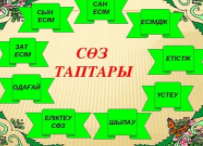 САН
ЕСІМ
СЫН
ЕСІМ
ЕСІМДІК
ЗАТ
ЕСІМ
СӨЗ
ТАПТАРЫ
ЕТІСТІК
ОДАҒАЙ
ҮСТЕУ
ЕЛІКТЕУ
СӨЗ
ШЫЛАУ